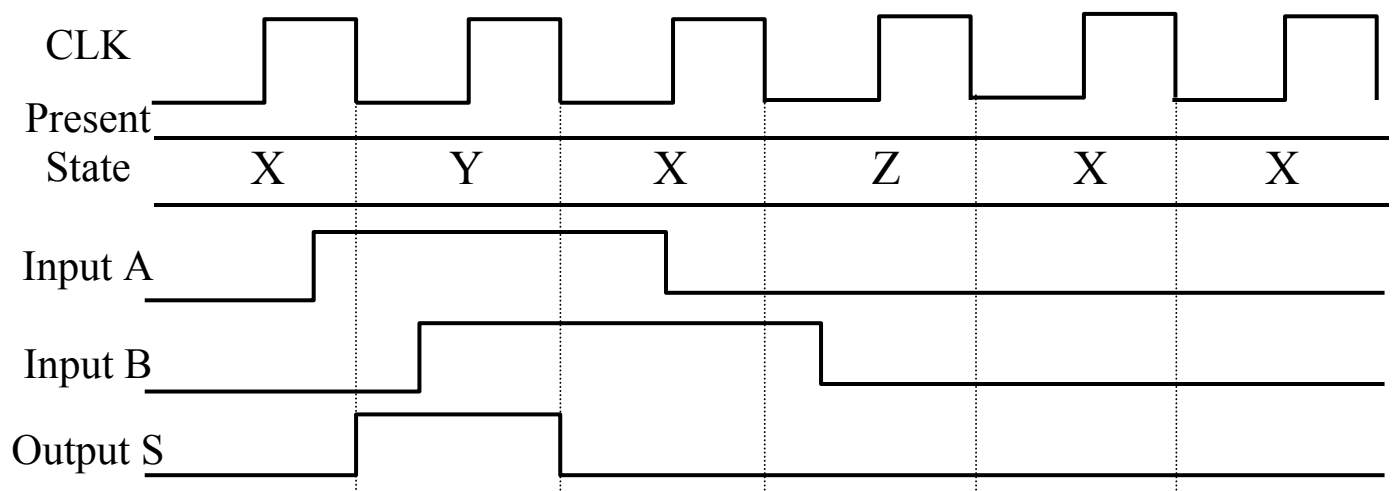 CLK
Present
State
X Y X Z X X
Input A
Input B
Output S